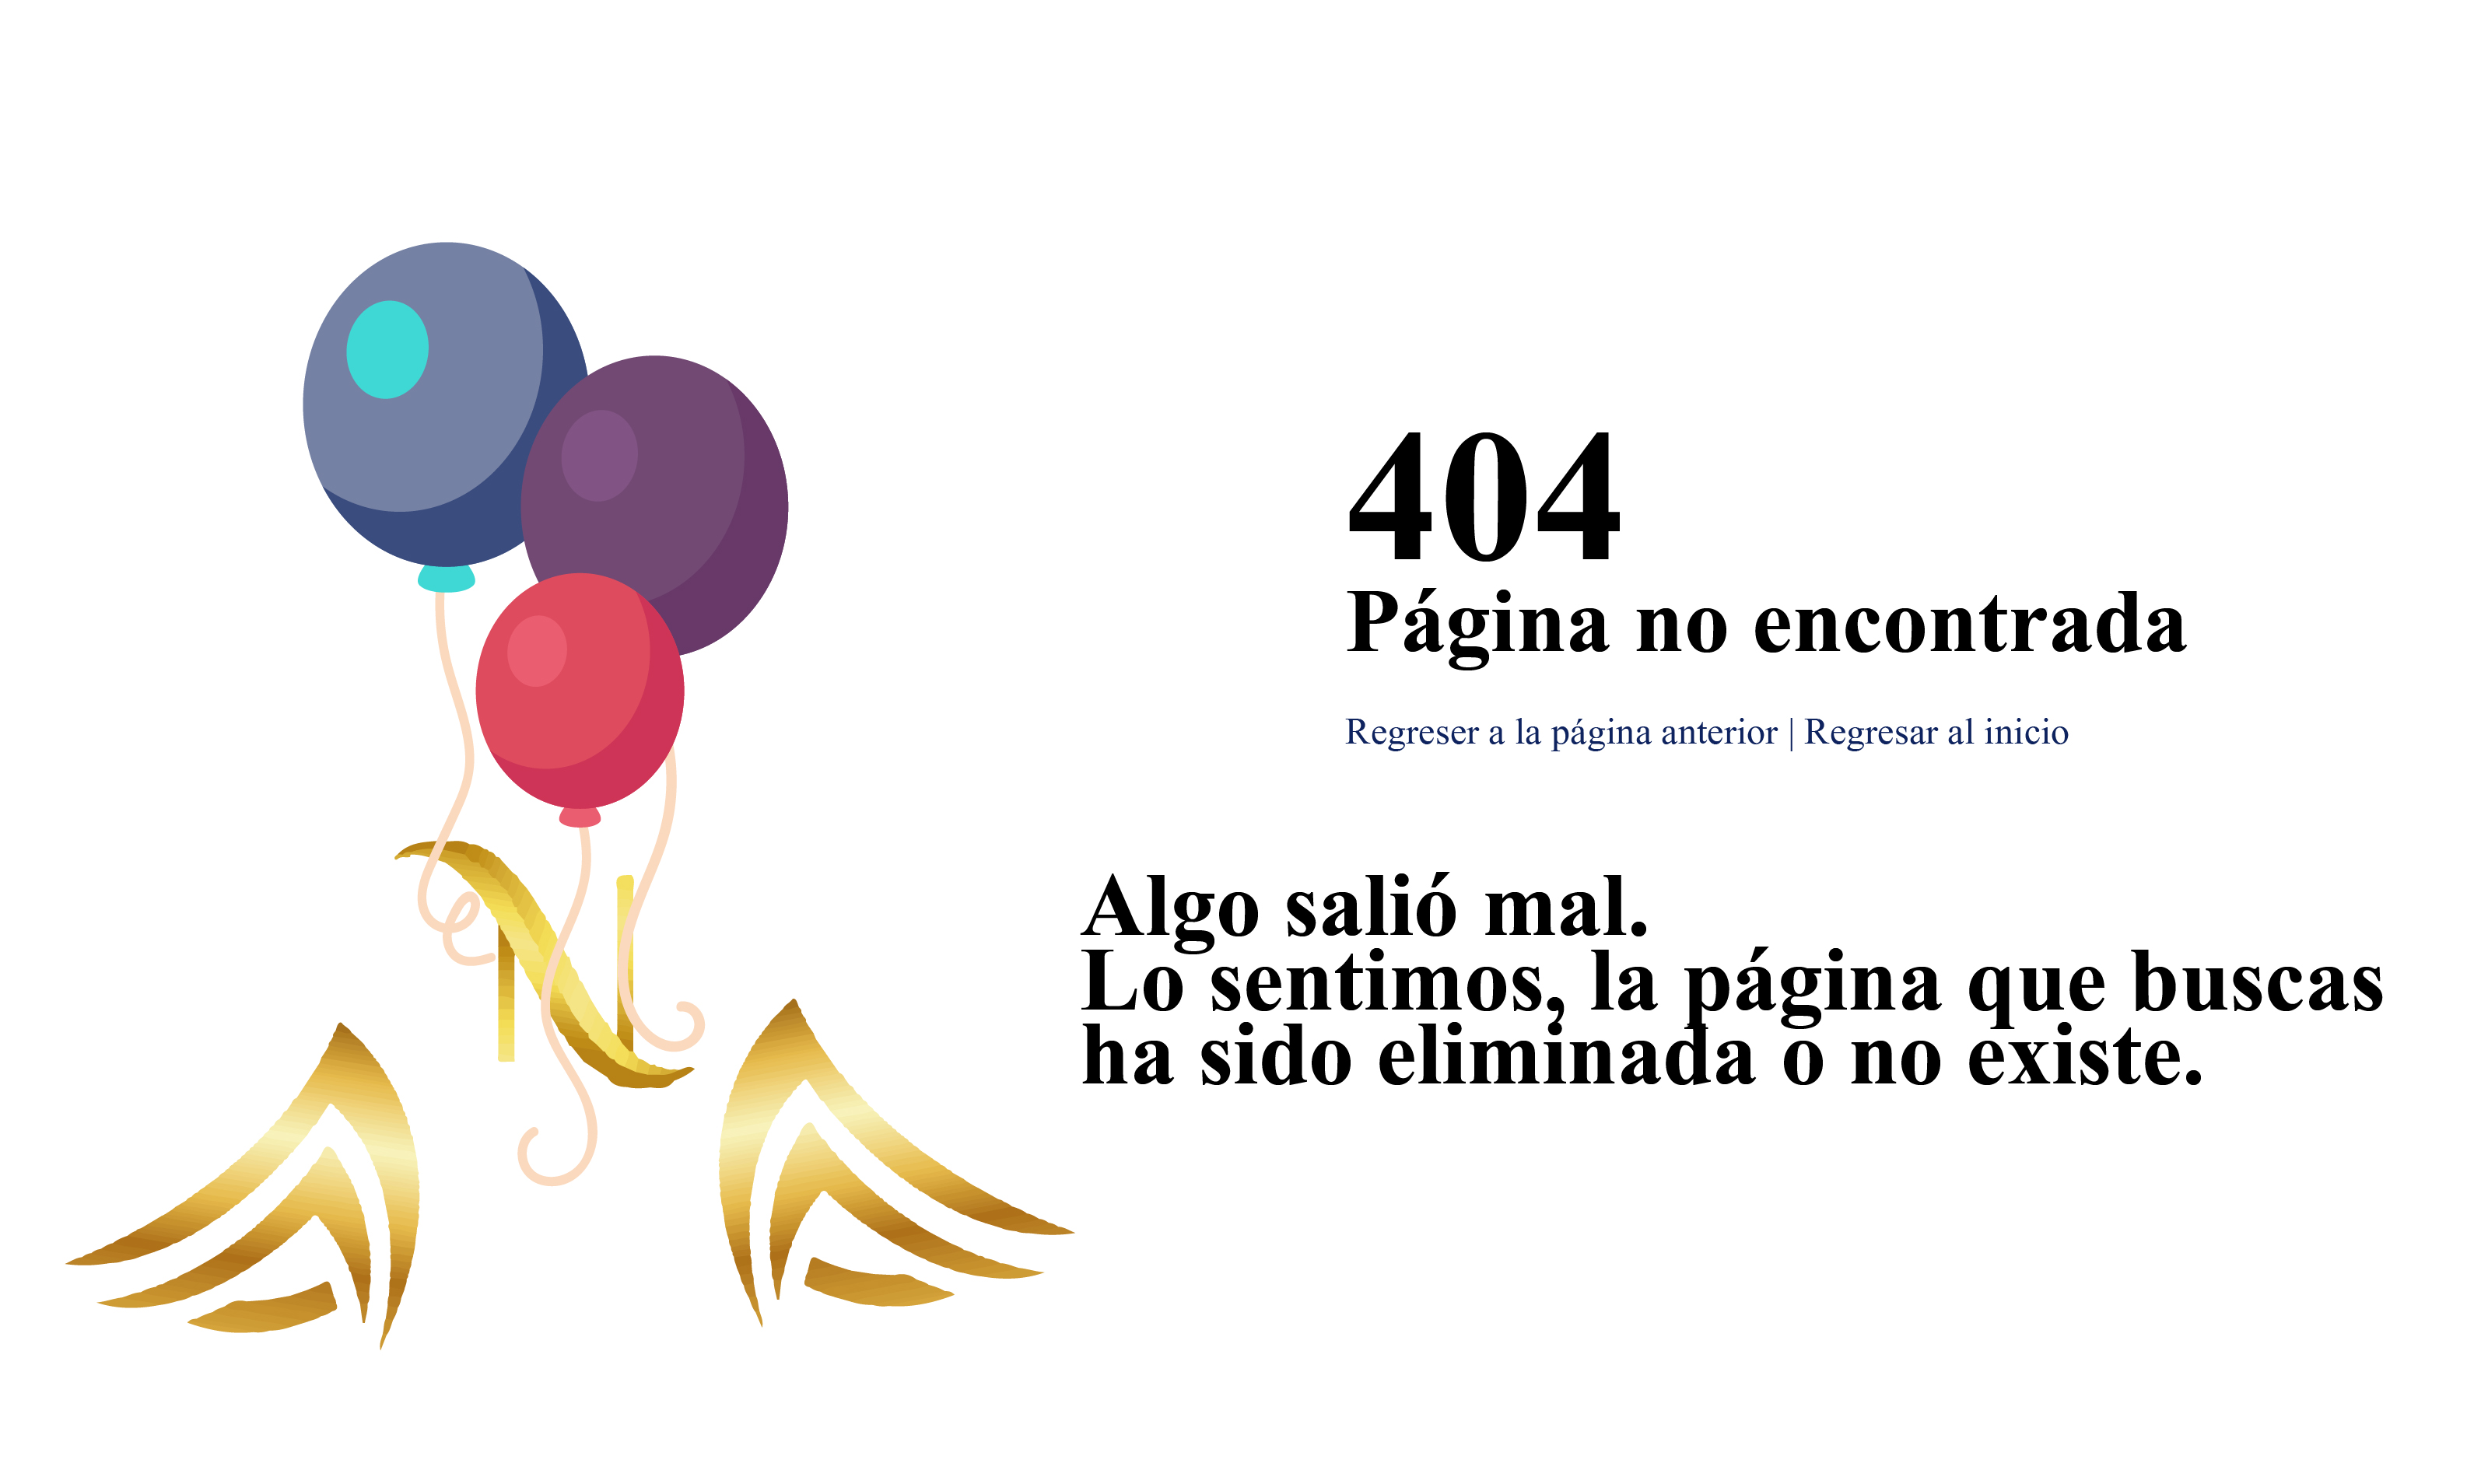 404
Página no encontrada
Regreser a la página anterior | Regresar al inicio
Algo salió mal.
Lo sentimos, la página que buscas
ha sido eliminada o no existe.
N